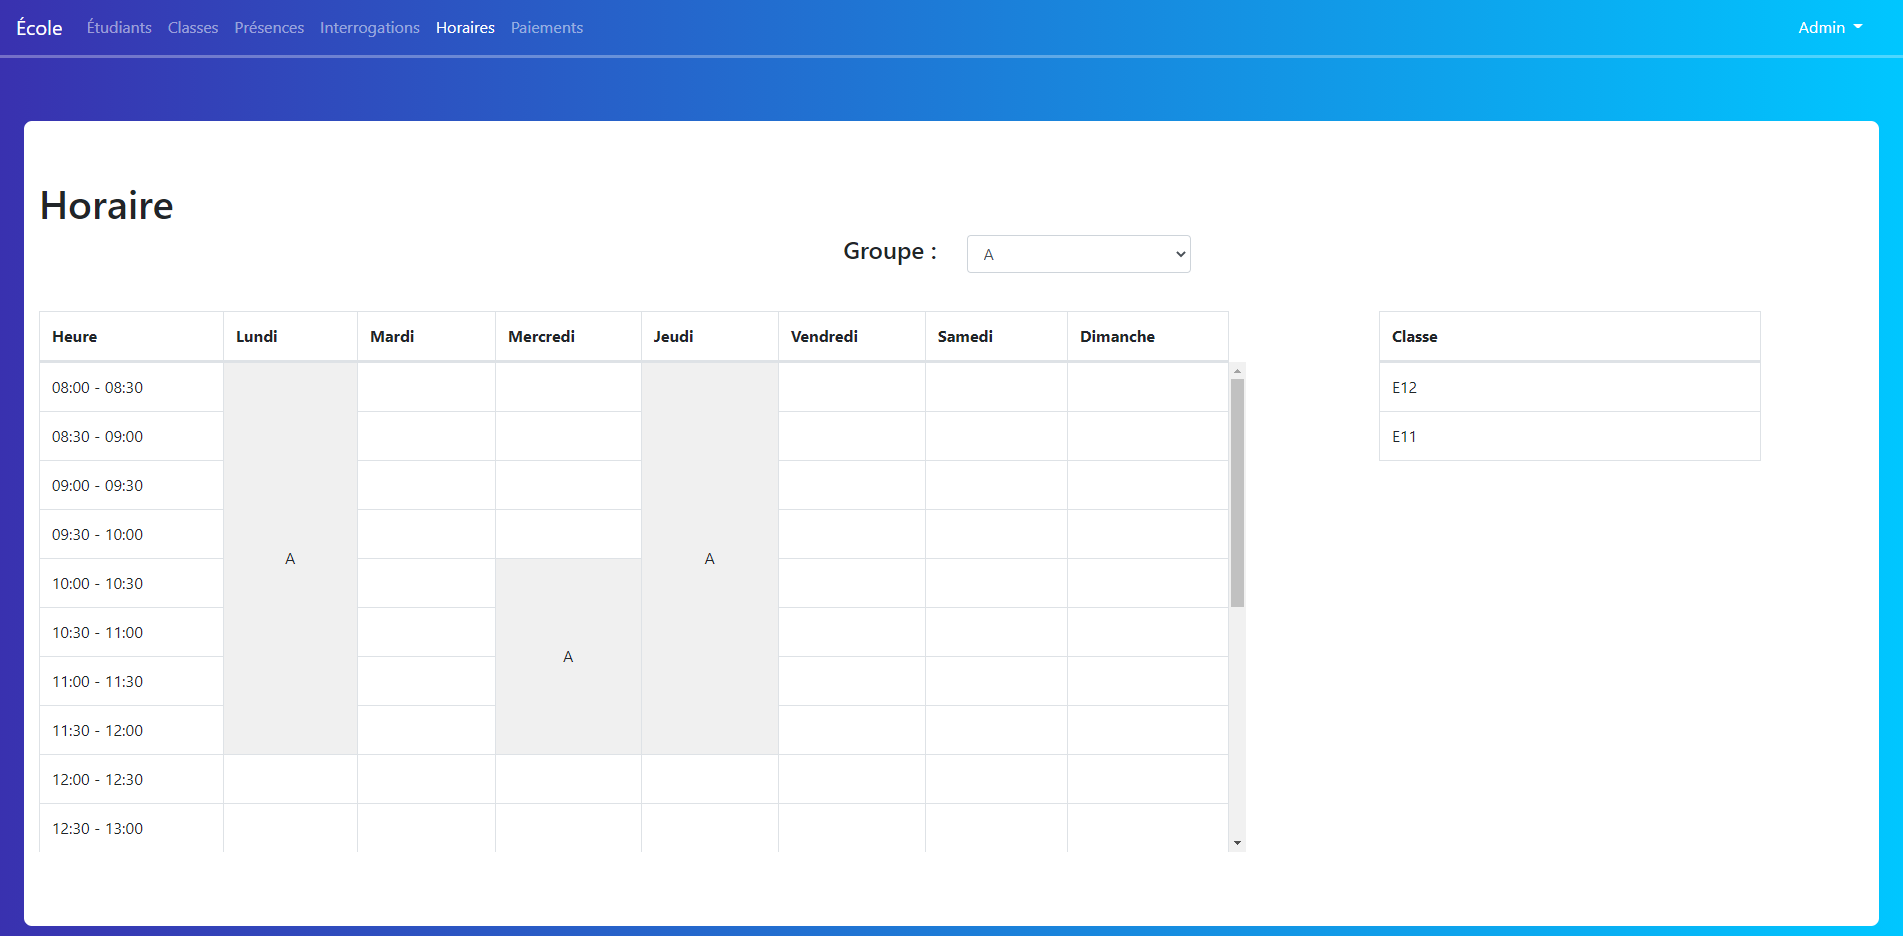 École Étudiants Classes Présences Interrogations Horaires Paiements Admin
Horaire
Groupe : A
Heure Lundi Mardi Mercredi Jeudi Vendredi Samedi Dimanche Classe
08:00 - 08:30 E12
08:30 - 09:00 E11
09:00 - 09:30
09:30 - 10:00
A A
10:00 - 10:30
10:30 - 11:00
A
11:00 - 11:30
11:30 - 12:00
12:00 - 12:30
12:30 - 13:00